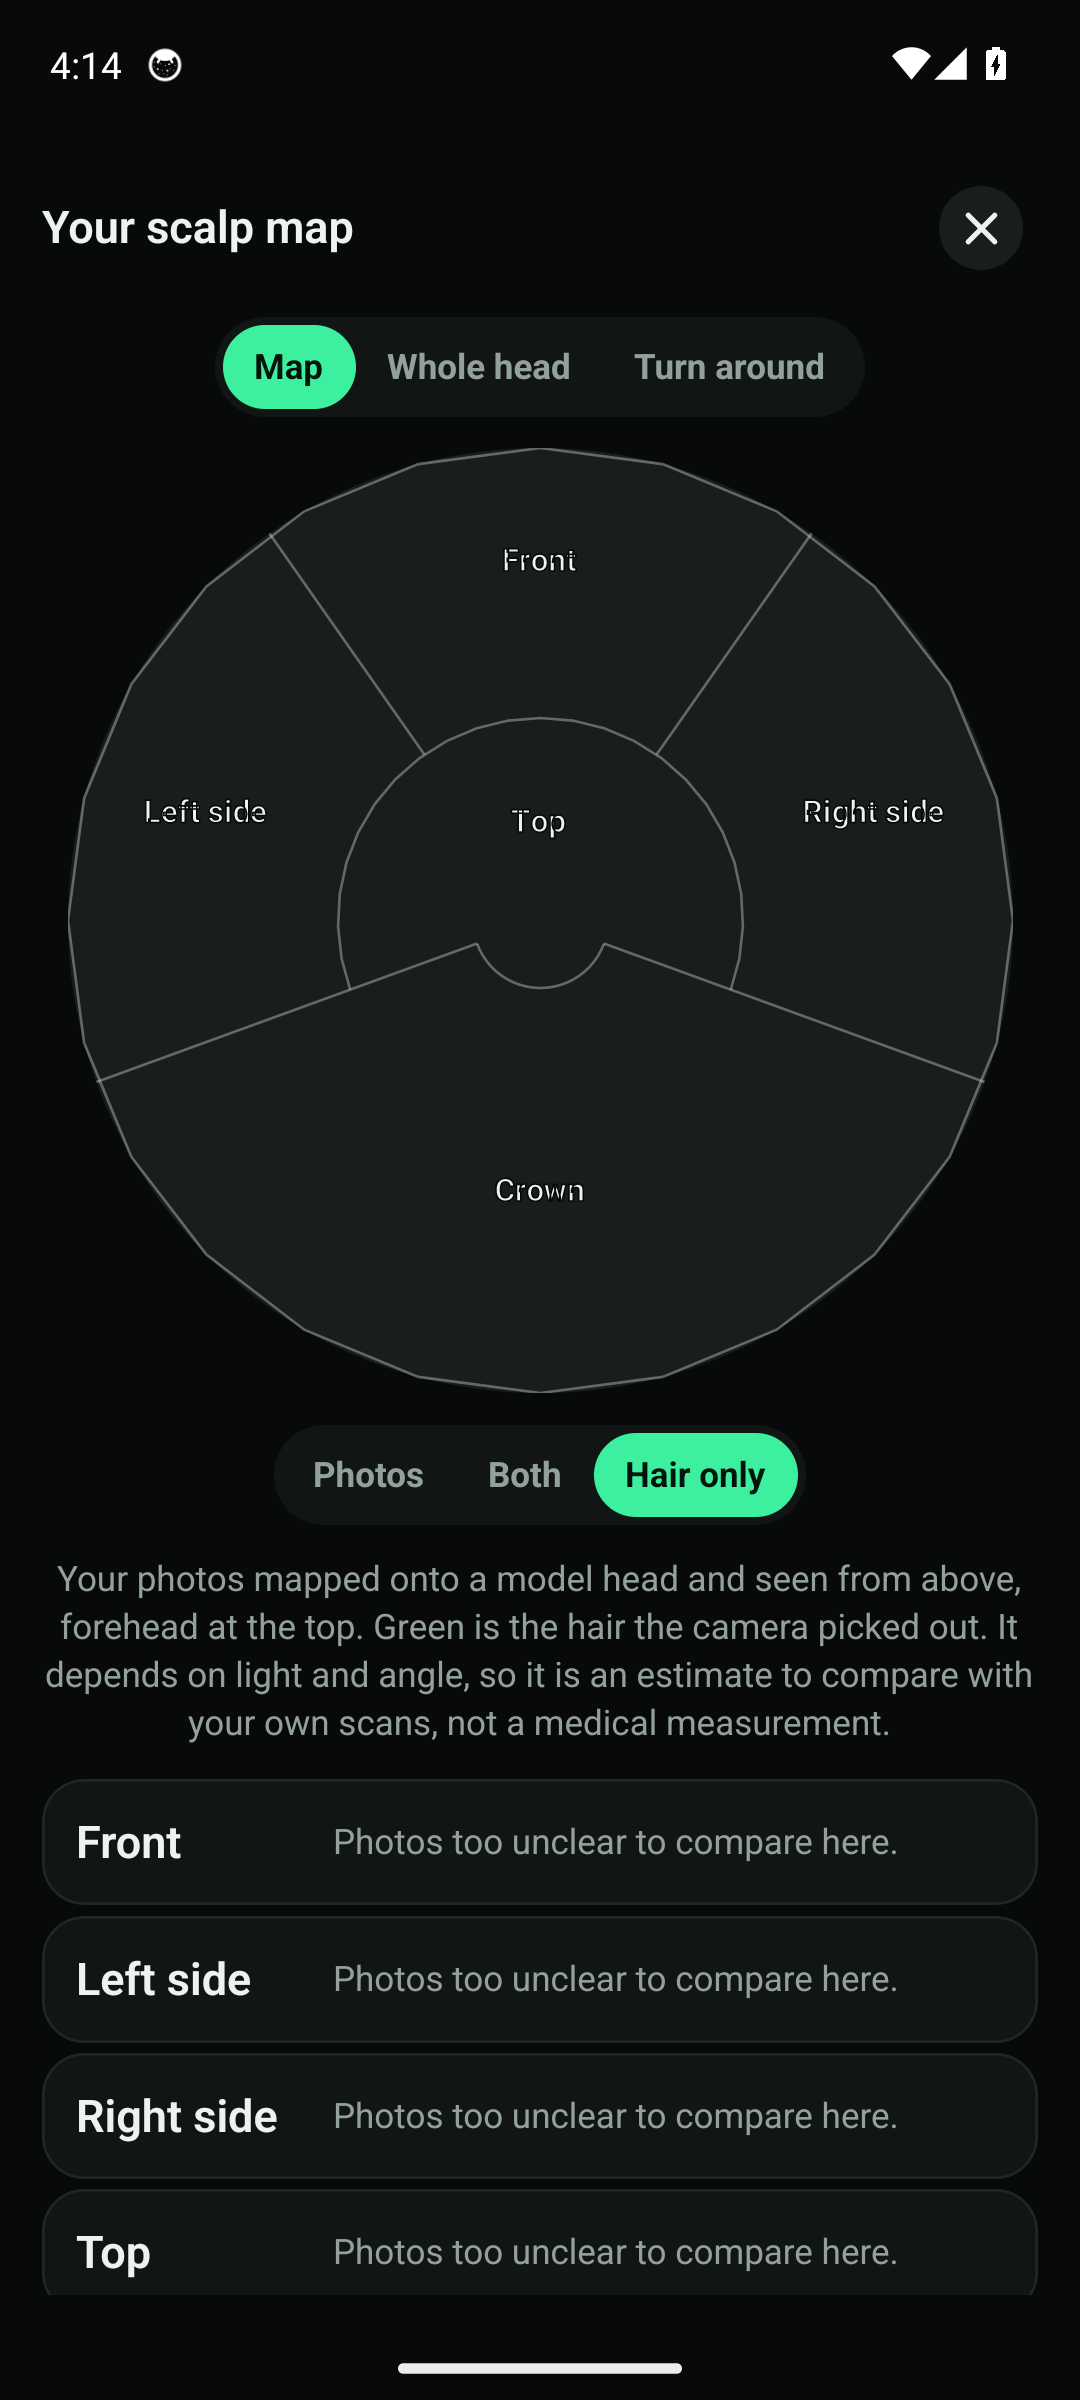 4:14
Your scalp map
Map Whole head Turn around
Front
Left side Top Right side
Crown
Photos Both Hair only
Your photos mapped onto a model head and seen from above,
forehead at the top. Green is the hair the camera picked out. It
depends on light and angle, so it is an estimate to compare with
your own scans, not a medical measurement.
Front Photos too unclear to compare here.
Left side Photos too unclear to compare here.
Right side Photos too unclear to compare here.
Top Photos too unclear to compare here.